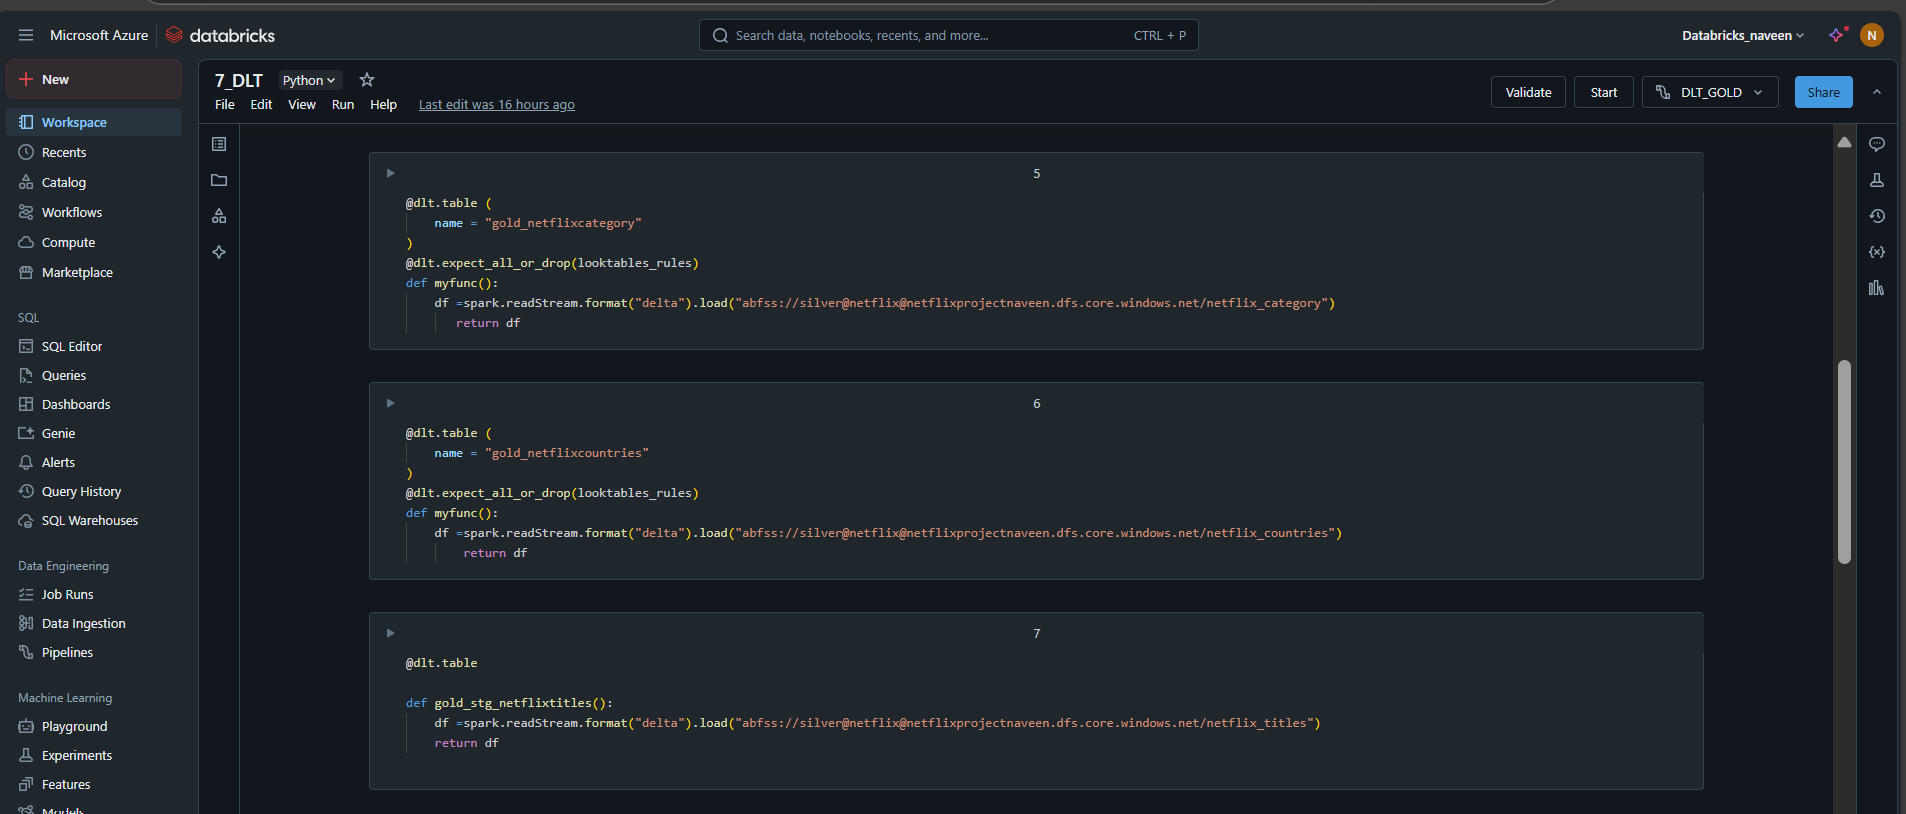 Microsoft Azure
databricks
Search data, notebooks, recents, and more...
CTRL + P
Databricks_naveen
N
New
Workspace
Recents
Catalog
Workflows
Compute
Marketplace
SQL
SQL Editor
Queries
Dashboards
Genie
Alerts
Query History
SQL Warehouses
Data Engineering
Job Runs
Data Ingestion
Pipelines
Machine Learning
Playground
Experiments
Features
Models
7_DLT
Python
File Edit View Run Help Last edit was 16 hours ago
Validate
Start
DLT_GOLD
Share
5
@dlt.table (
name = "gold_netflixcategory"
)
@dlt.expect_all_or_drop(looktables_rules)
def myfunc():
df =spark.readStream.format("delta").load("abfss://silver@netflix@netflixprojectnaveen.dfs.core.windows.net/netflix_category")
return df
6
@dlt.table (
name = "gold_netflixcountries"
)
@dlt.expect_all_or_drop(looktables_rules)
def myfunc():
df =spark.readStream.format("delta").load("abfss://silver@netflix@netflixprojectnaveen.dfs.core.windows.net/netflix_countries")
return df
7
@dlt.table
def gold_stg_netflixtitles():
df =spark.readStream.format("delta").load("abfss://silver@netflix@netflixprojectnaveen.dfs.core.windows.net/netflix_titles")
return df